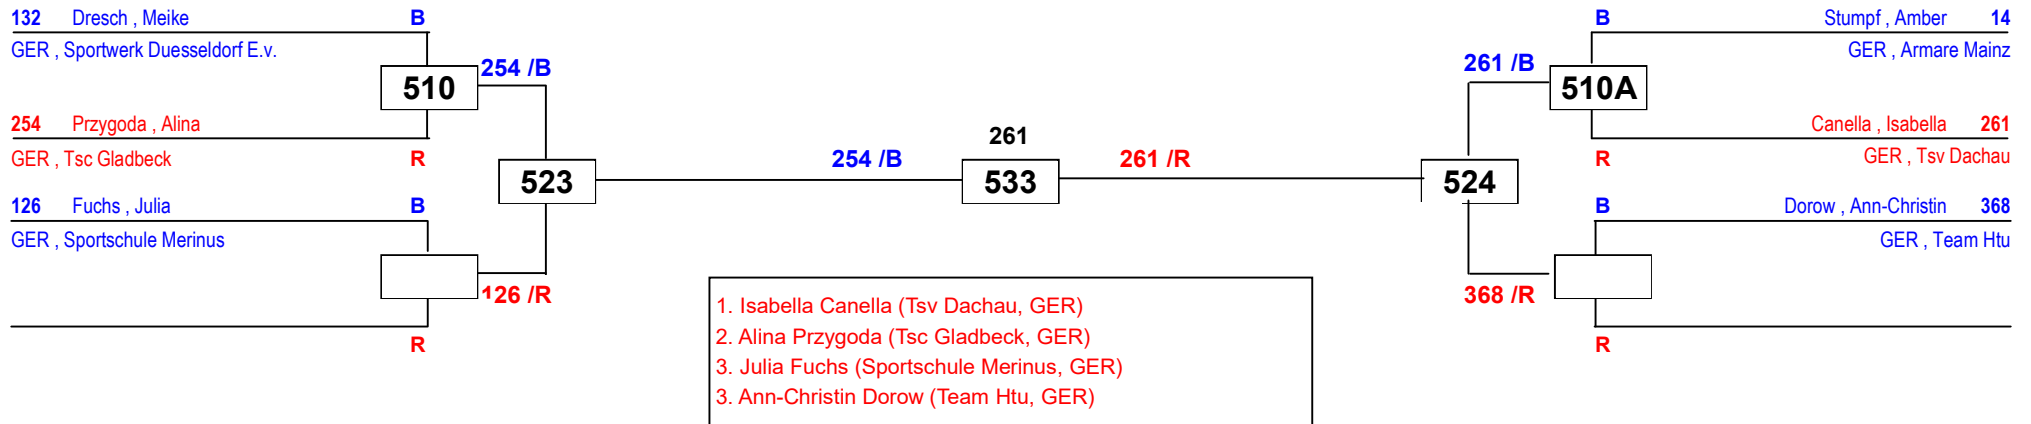 132 Dresch , Meike B
GER , Sportwerk Duesseldorf E.v.
510
254 /B
254 Przygoda , Alina
GER , Tsc Gladbeck R
523
126 Fuchs , Julia B
GER , Sportschule Merinus
126 /R
R
254 /B
261
533
261 /R
B Stumpf , Amber 14
GER , Armare Mainz
261 /B
510A
Canella , Isabella 261
R GER , Tsv Dachau
524
B Dorow , Ann-Christin 368
GER , Team Htu
368 /R
R
1. Isabella Canella (Tsv Dachau, GER)
2. Alina Przygoda (Tsc Gladbeck, GER)
3. Julia Fuchs (Sportschule Merinus, GER)
3. Ann-Christin Dorow (Team Htu, GER)